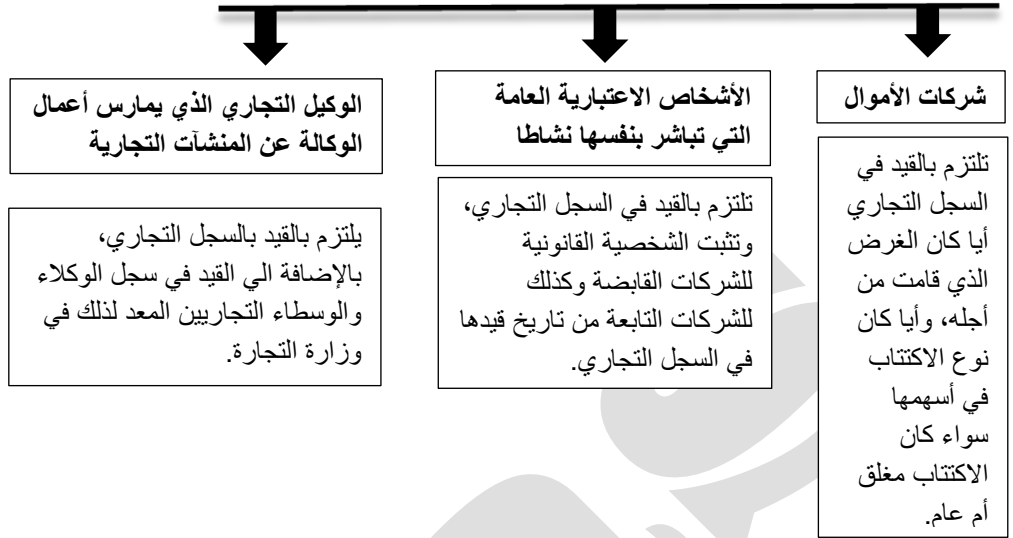 شركات الأموال
تلتزم بالقيد في
السجل التجاري
أيا كان الغرض
الذي قامت من
أجله، وأيا كان
نوع الاكتتاب
في أسهمها
سواء كان
الاكتتاب مغلق
أم عام.
الأشخاص الاعتبارية العامة
التي تباشر بنفسها نشاطا
تلتزم بالقيد في السجل التجاري،
وتثبت الشخصية القانونية
للشركات القابضة وكذلك
للشركات التابعة من تاريخ قيدها
في السجل التجاري.
الوكيل التجاري الذي يمارس أعمال
الوكالة عن المنشآت التجارية
يلتزم بالقيد بالسجل التجاري،
بالإضافة الي القيد في سجل الوكلاء
والوسطاء التجاريين المعد لذلك في
وزارة التجارة.